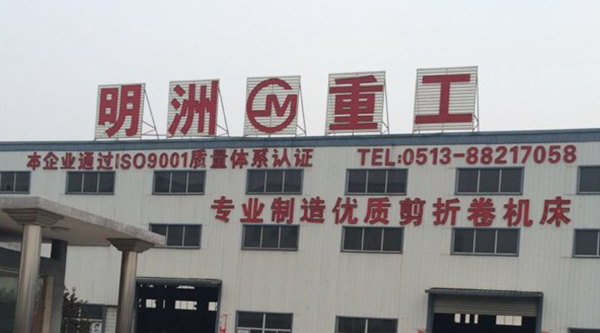 明洲 M 重工
本企业通过ISO9001质量体系认证 TEL:0513-88217058
专业制造优质剪折卷机床